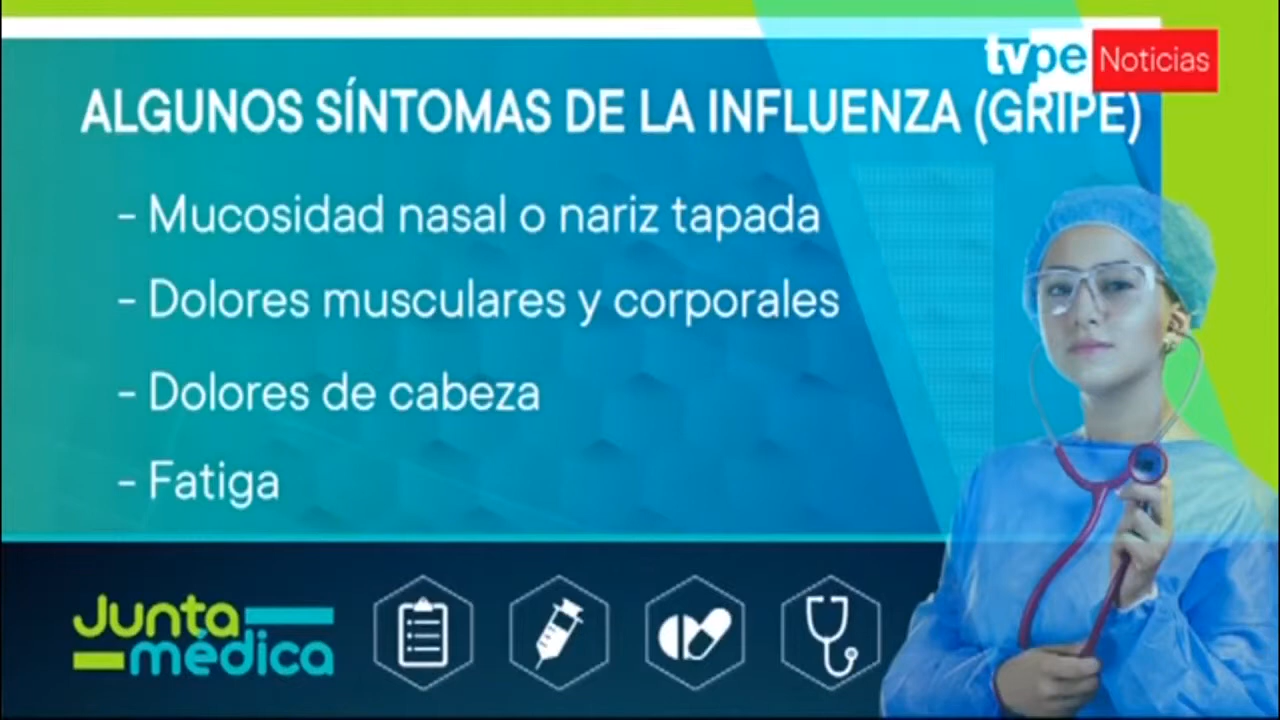 tvpe Noticias
ALGUNOS SÍNTOMAS DE LA INFLUENZA (GRIPE)
- Mucosidad nasal o nariz tapada
- Dolores musculares y corporales
- Dolores de cabeza
- Fatiga
Junta
médica